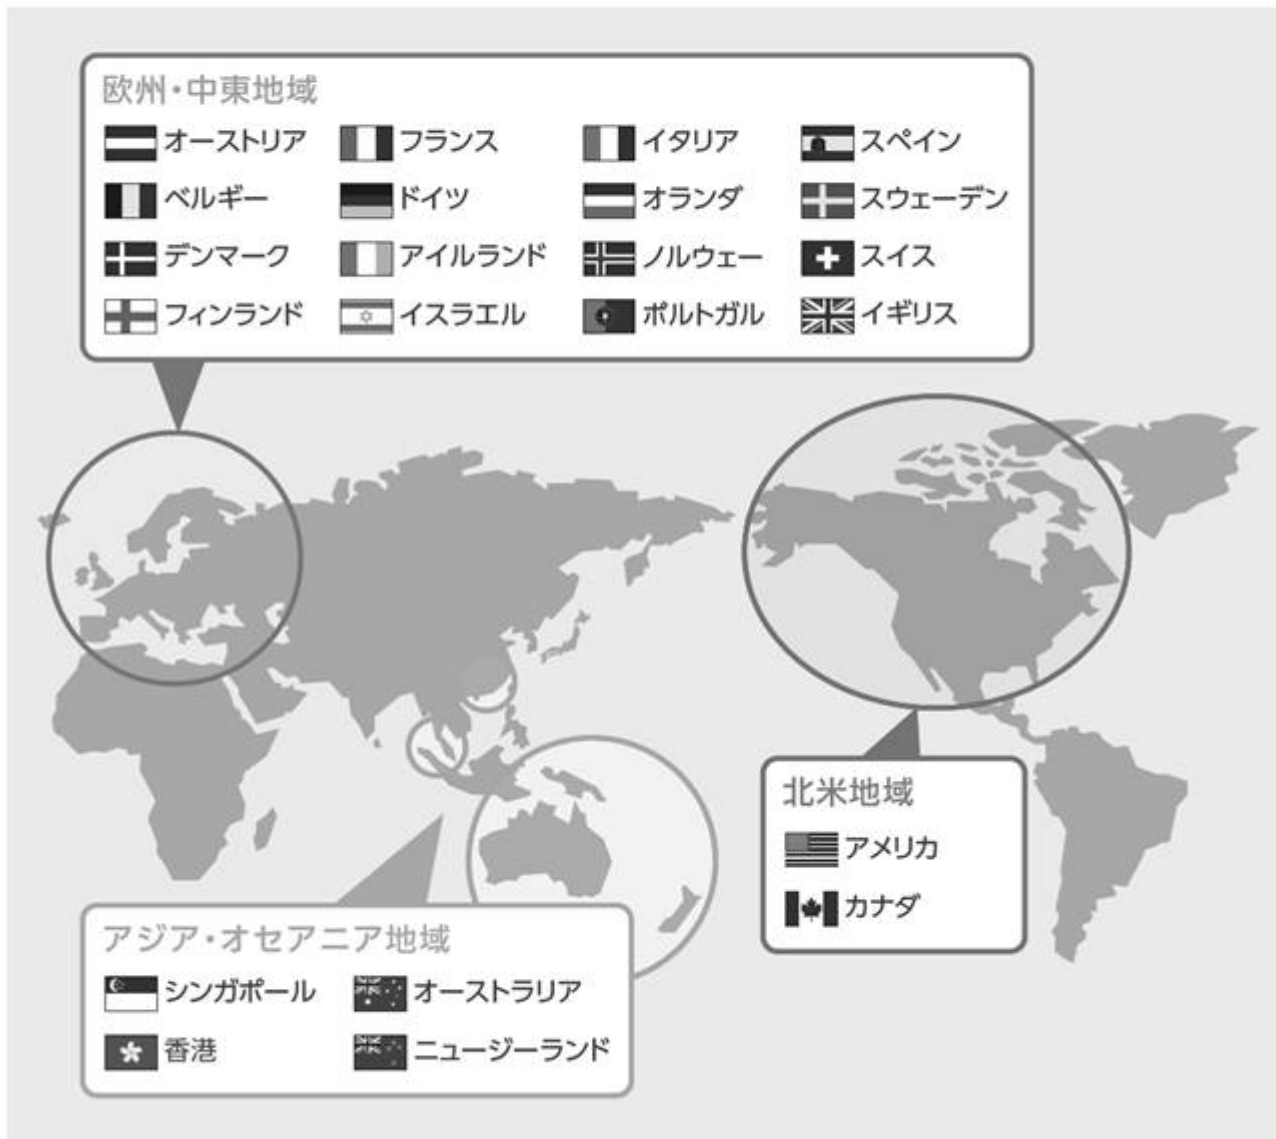 欧州・中東地域
オーストリア フランス イタリア スペイン
ベルギー ドイツ オランダ スウェーデン
デンマーク アイルランド ノルウェー スイス
フィンランド イスラエル ポルトガル イギリス
北米地域
アメリカ
カナダ
アジア・オセアニア地域
シンガポール オーストラリア
香港 ニュージーランド